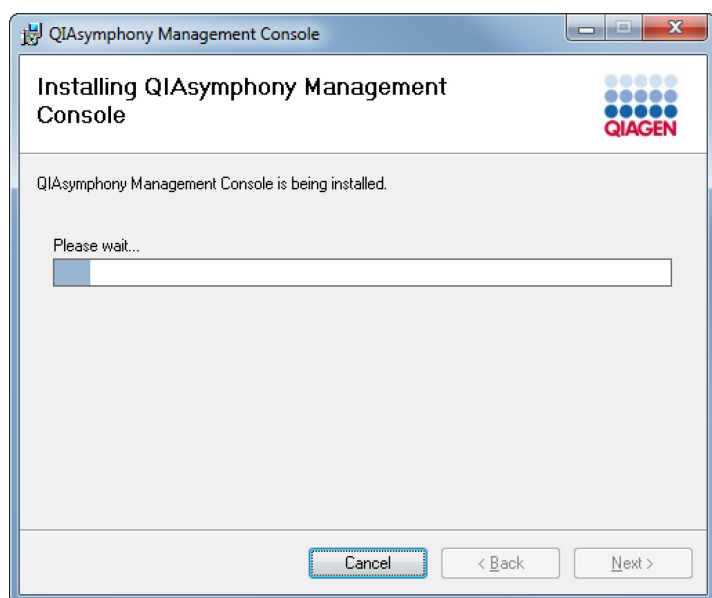 QIAsymphony Management Console
Installing QIAsymphony Management
Console
QIAGEN
QIAsymphony Management Console is being installed.
Please wait...
Cancel
< Back
Next >